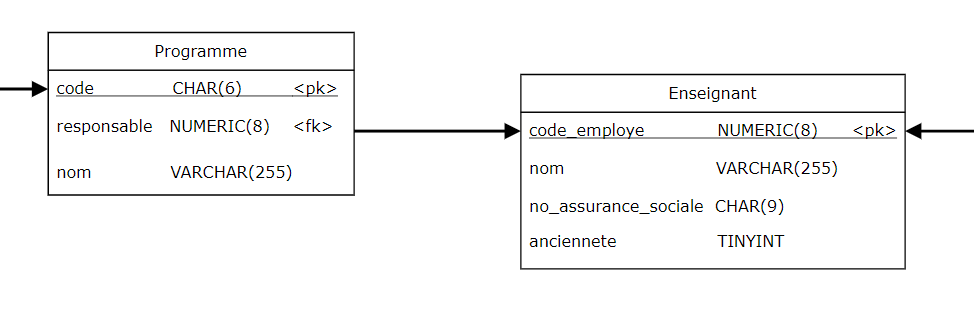 Programme
code CHAR(6) <pk>
responsable NUMERIC(8) <fk>
nom VARCHAR(255)
Enseignant
code_employe NUMERIC(8) <pk>
nom VARCHAR(255)
no_assurance_sociale CHAR(9)
anciennete TINYINT